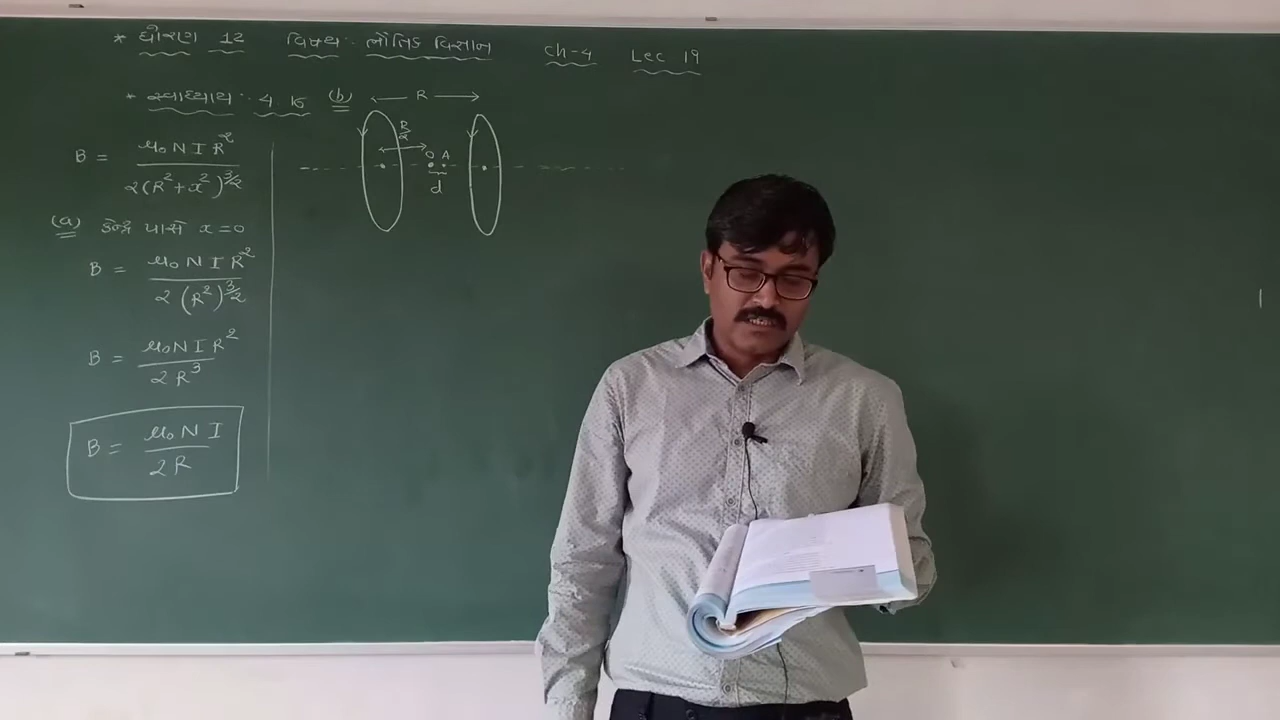 * ધોરણ 12 વિષય : ભૌતિક વિજ્ઞાન Ch-4 Lec 19
* સ્વાધ્યાય : 4.16 (b)
R
R/2
O A
d
B = μ₀NIR² / 2(R²+x²)^3/2
(a) કેન્દ્ર પાસે x=0
B = μ₀NIR² / 2(R²)^3/2
B = μ₀NIR² / 2R³
B = μ₀NI / 2R